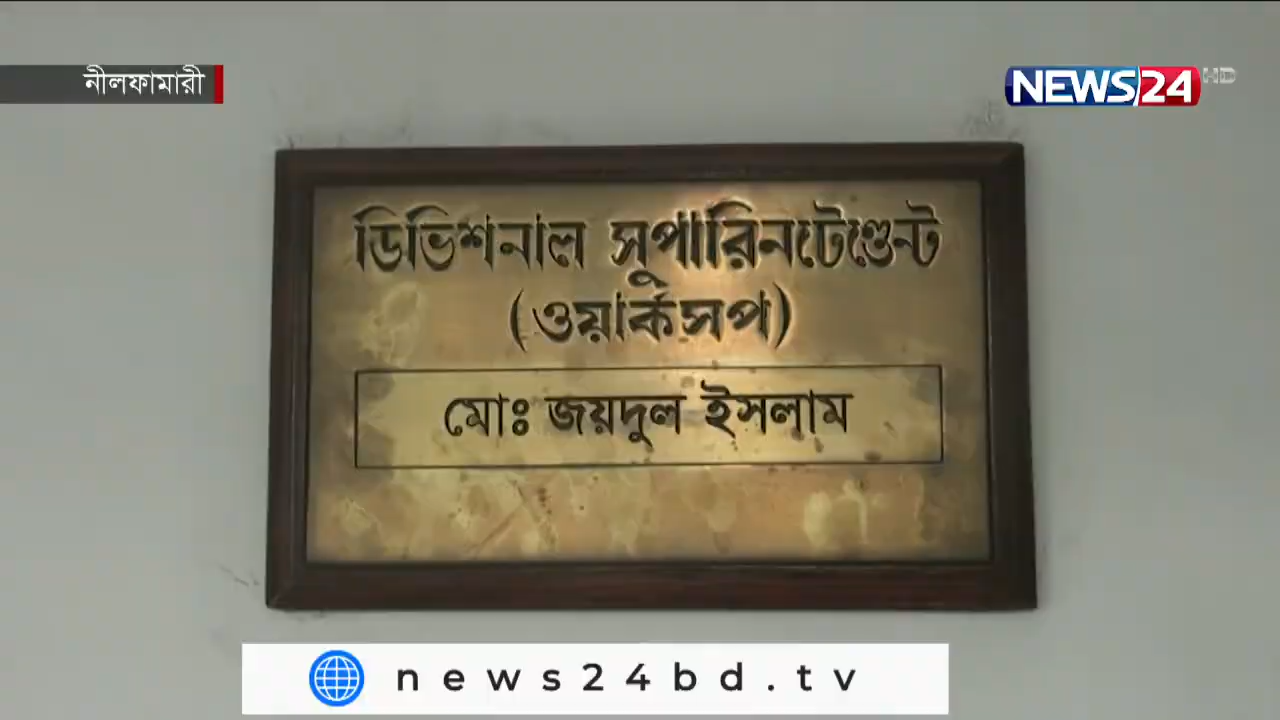 নীলফামারী
NEWS24 HD
ডিভিশনাল সুপারিনটেণ্ডেন্ট
(ওয়ার্কসপ)
মোঃ জয়দুল ইসলাম
news24bd.tv